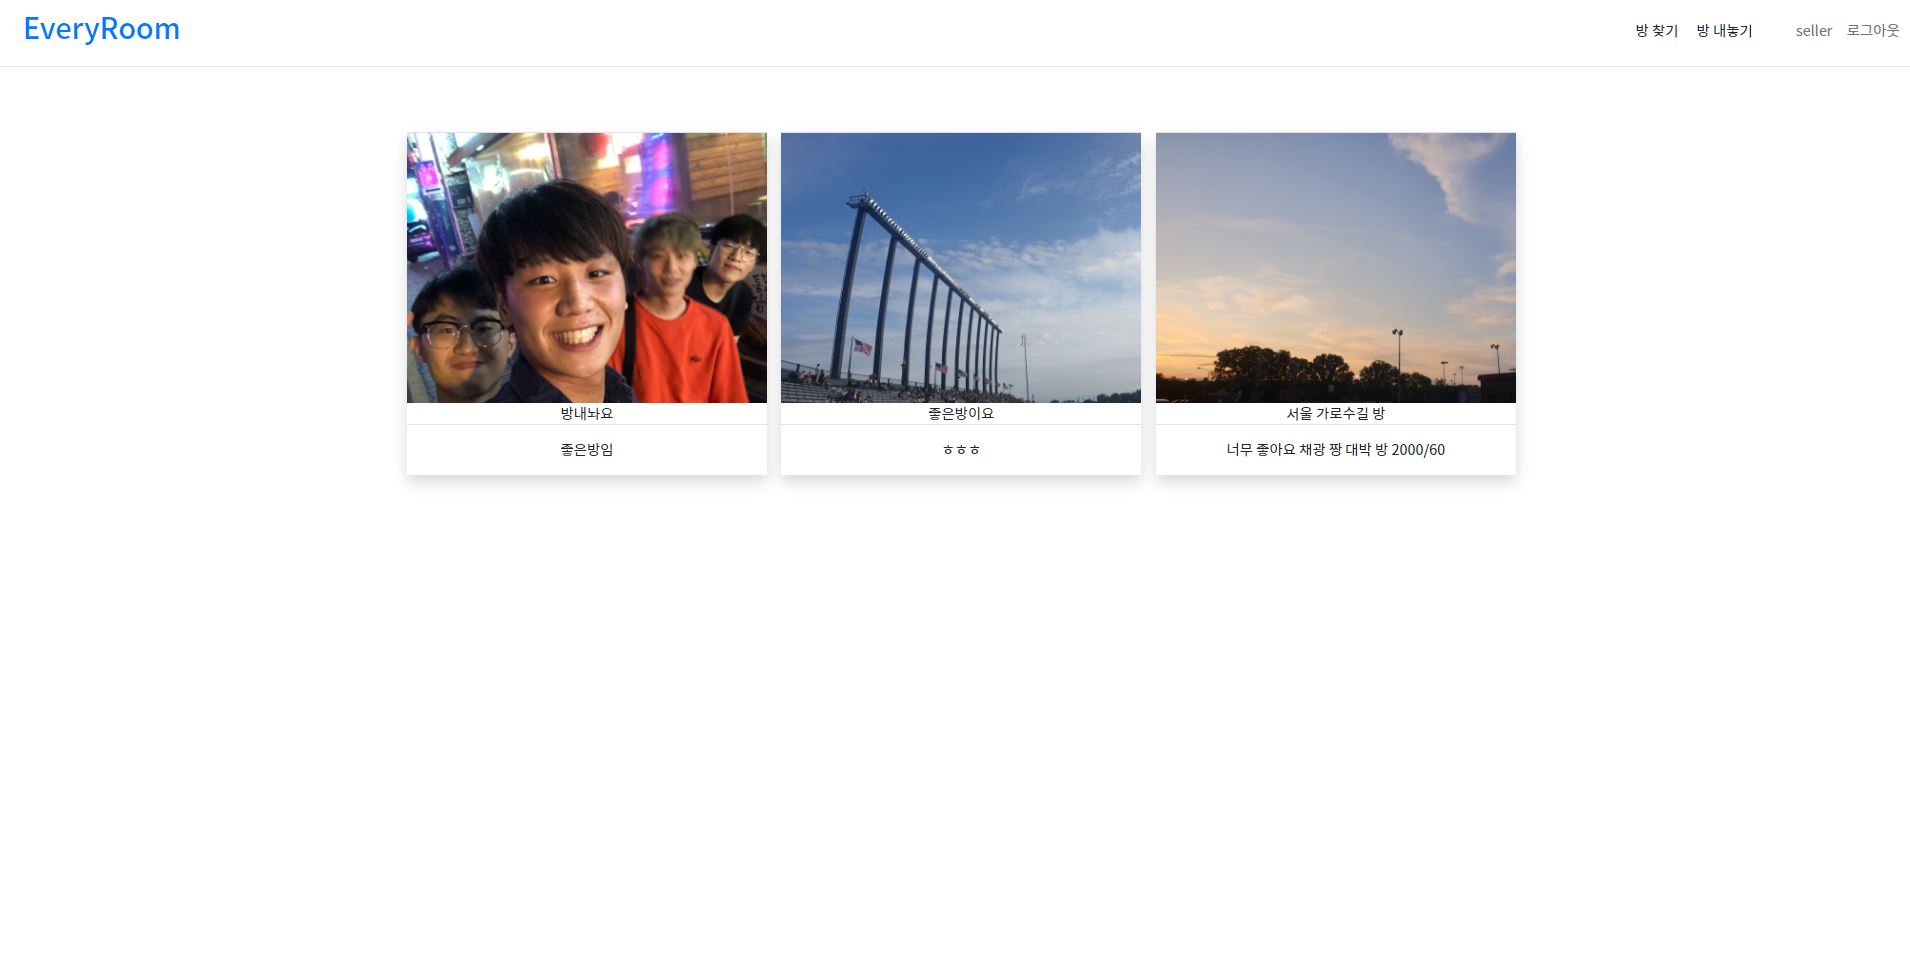 EveryRoom
방 찾기 방 내놓기 seller 로그아웃
방내놔요
좋은방임
좋은방이요
ㅎㅎㅎ
서울 가로수길 방
너무 좋아요 채광 짱 대박 방 2000/60